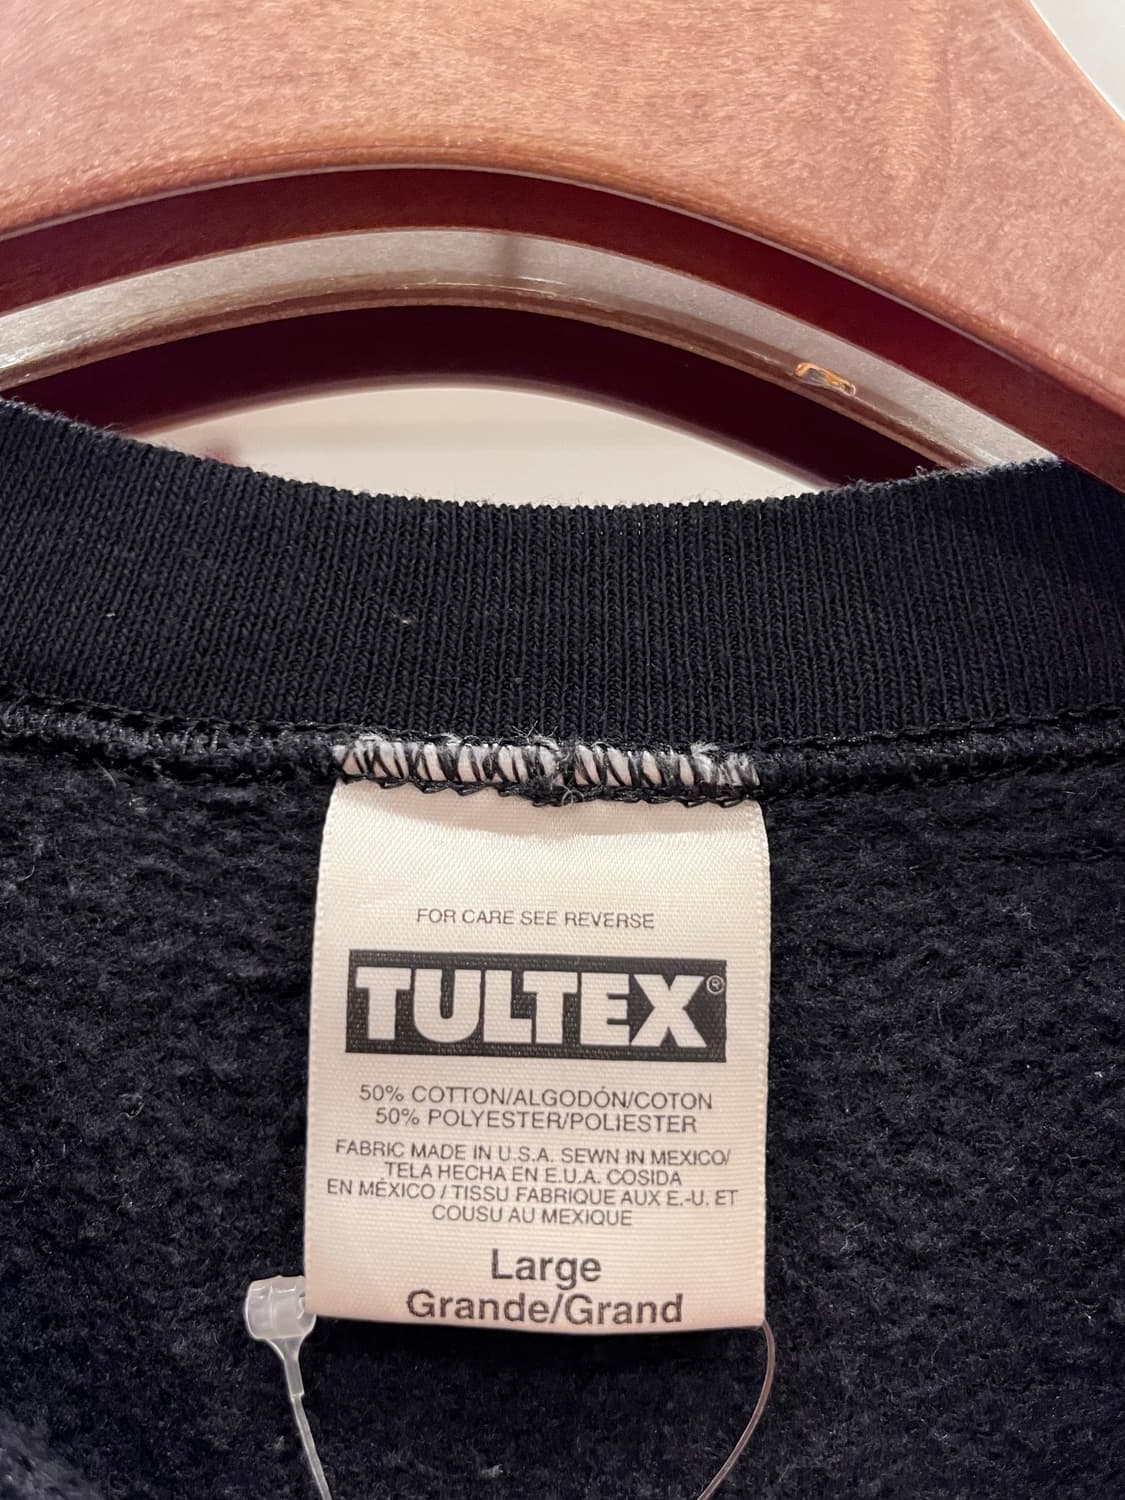 FOR CARE SEE REVERSE
TULTEX®
50% COTTON/ALGODÓN/COTON
50% POLYESTER/POLIESTER
FABRIC MADE IN U.S.A. SEWN IN MEXICO/
TELA HECHA EN E.U.A. COSIDA
EN MÉXICO / TISSU FABRIQUE AUX E.-U. ET
COUSU AU MEXIQUE
Large
Grande/Grand